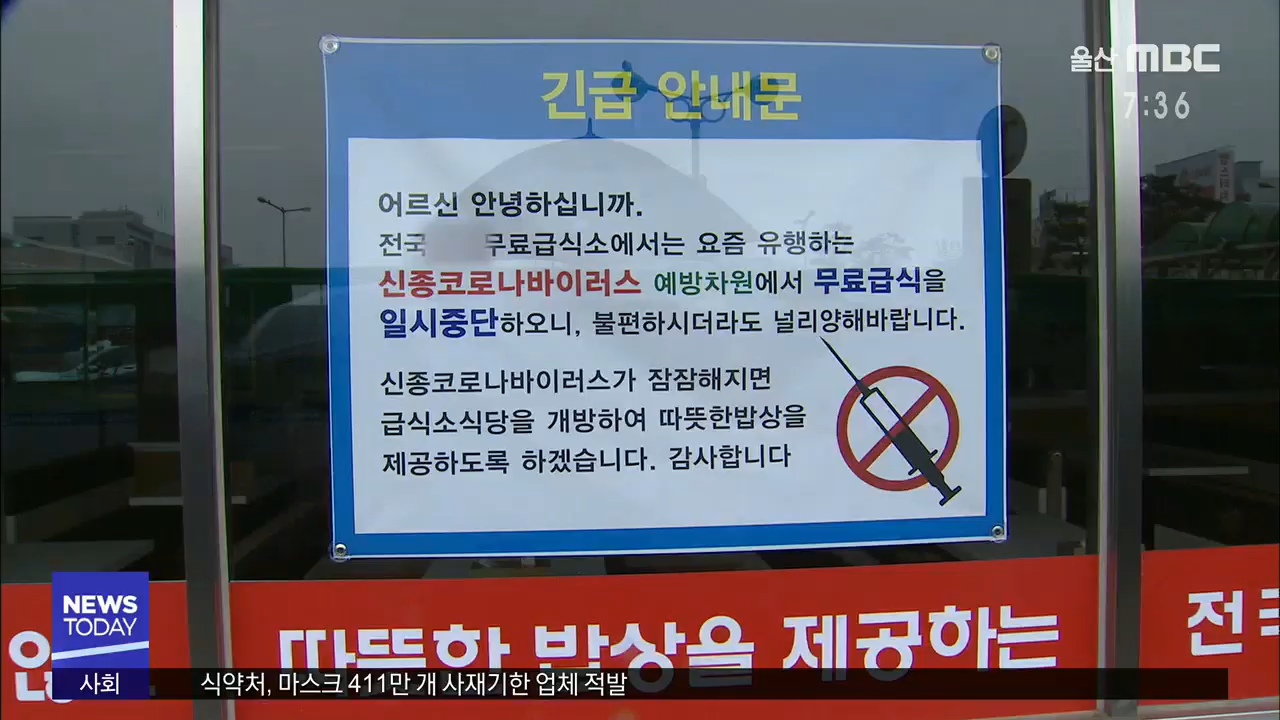 울산 MBC
7:36
긴급 안내문
어르신 안녕하십니까.
전국 무료급식소에서는 요즘 유행하는
신종코로나바이러스 예방차원에서 무료급식을
일시중단하오니, 불편하시더라도 널리양해바랍니다.
신종코로나바이러스가 잠잠해지면
급식소식당을 개방하여 따뜻한밥상을
제공하도록 하겠습니다. 감사합니다
따뜻한 밥상을 제공하는
전국
NEWS
TODAY
사회
식약처, 마스크 411만 개 사재기한 업체 적발